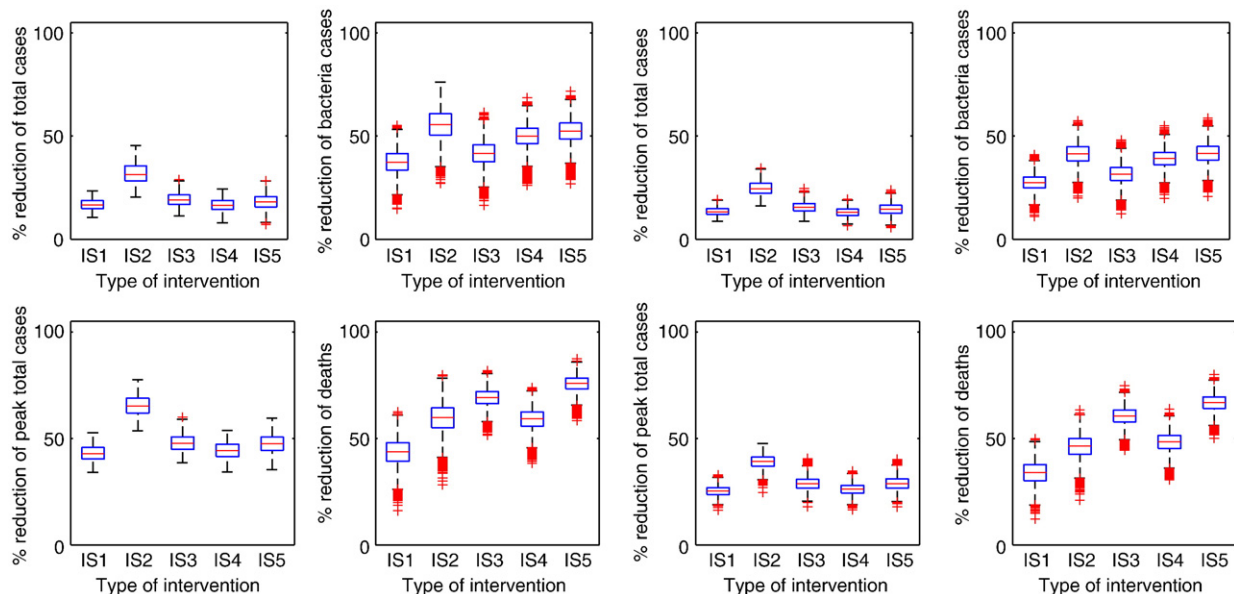 % reduction of total cases
100
50
0
IS1 IS2 IS3 IS4 IS5
Type of intervention
% reduction of bacteria cases
100
50
0
IS1 IS2 IS3 IS4 IS5
Type of intervention
% reduction of total cases
100
50
0
IS1 IS2 IS3 IS4 IS5
Type of intervention
% reduction of bacteria cases
100
50
0
IS1 IS2 IS3 IS4 IS5
Type of intervention
% reduction of peak total cases
100
50
0
IS1 IS2 IS3 IS4 IS5
Type of intervention
% reduction of deaths
100
50
0
IS1 IS2 IS3 IS4 IS5
Type of intervention
% reduction of peak total cases
100
50
0
IS1 IS2 IS3 IS4 IS5
Type of intervention
% reduction of deaths
100
50
0
IS1 IS2 IS3 IS4 IS5
Type of intervention